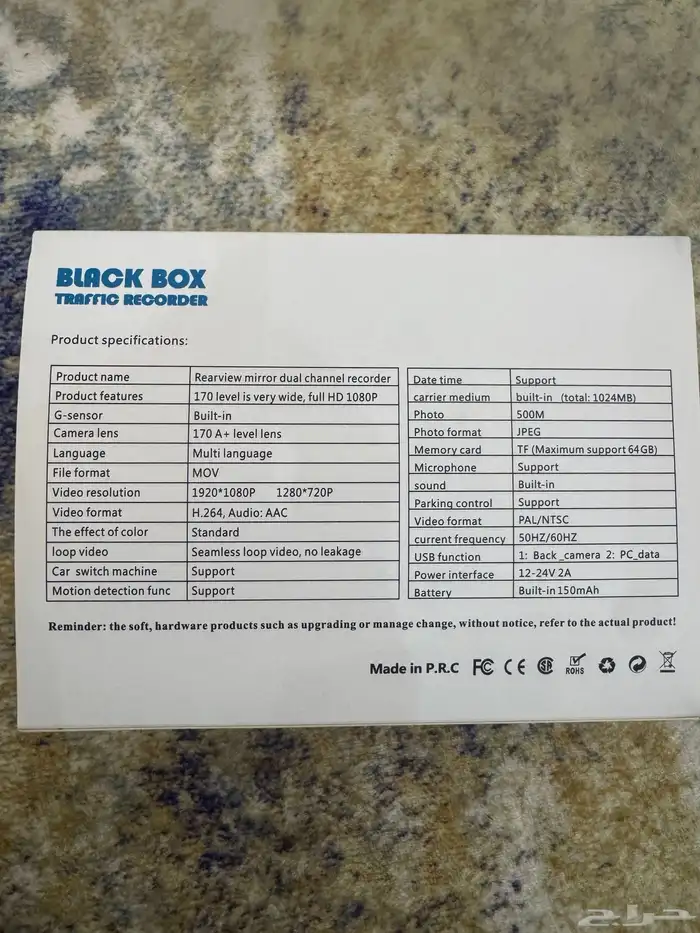 BLACK BOX
TRAFFIC RECORDER
Product specifications:
Product name Rearview mirror dual channel recorder
Product features 170 level is very wide, full HD 1080P
G-sensor Built-in
Camera lens 170 A+ level lens
Language Multi language
File format MOV
Video resolution 1920*1080P 1280*720P
Video format H.264, Audio: AAC
The effect of color Standard
loop video Seamless loop video, no leakage
Car switch machine Support
Motion detection func Support
Date time Support
carrier medium built-in (total: 1024MB)
Photo 500M
Photo format JPEG
Memory card TF (Maximum support 64GB)
Microphone Support
sound Built-in
Parking control Support
Video format PAL/NTSC
current frequency 50HZ/60HZ
USB function 1: Back_camera 2: PC_data
Power interface 12-24V 2A
Battery Built-in 150mAh
Reminder: the soft, hardware products such as upgrading or manage change, without notice, refer to the actual product!
Made in P.R.C FC CE SR ROHS
حراج